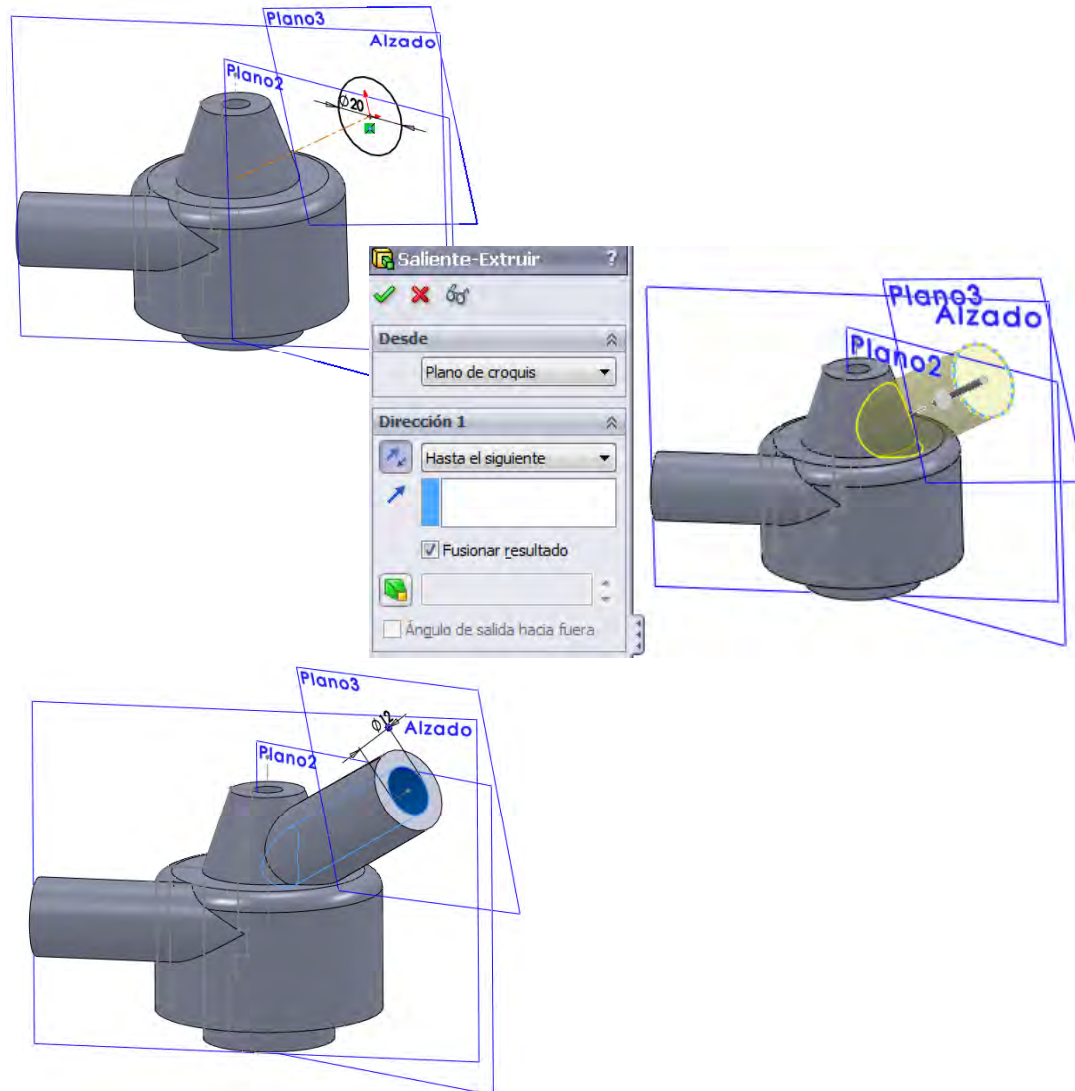 Plano3
Alzado
Plano2
Ø20
Saliente-Extruir ?
Desde
Plano de croquis
Dirección 1
Hasta el siguiente
Fusionar resultado
Ángulo de salida hacia fuera
Plano3
Alzado
Plano2
Plano3
Ø12
Alzado
Plano2